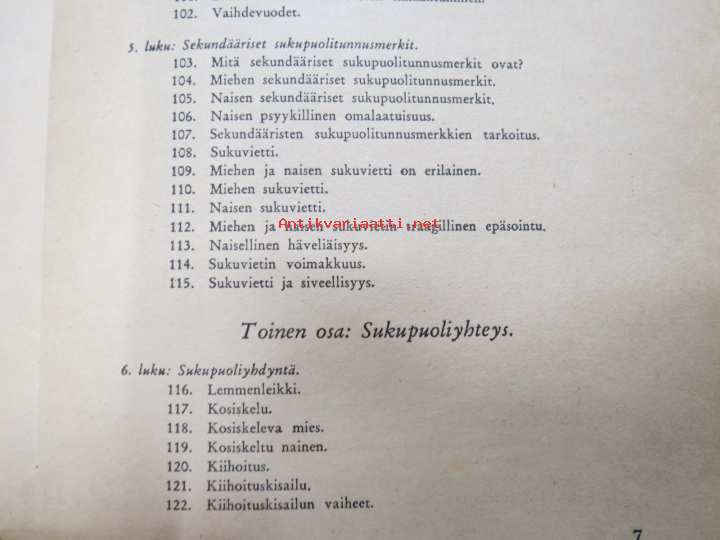 102. Vaihdevuodet.
5. luku: Sekundääriset sukupuolitunnusmerkit.
103. Mitä sekundääriset sukupuolitunnusmerkit ovat?
104. Miehen sekundääriset sukupuolitunnusmerkit.
105. Naisen sekundääriset sukupuolitunnusmerkit.
106. Naisen psyykillinen omalaatuisuus.
107. Sekundääristen sukupuolitunnusmerkkien tarkoitus.
108. Sukuvietti.
109. Miehen ja naisen sukuvietti on erilainen.
110. Miehen sukuvietti.
111. Naisen sukuvietti.
Antikvariaatti.net
112. Miehen ja naisen sukuvietin traagillinen epäsointu.
113. Naisellinen häveliäisyys.
114. Sukuvietin voimakkuus.
115. Sukuvietti ja siveellisyys.
Toinen osa: Sukupuoliyhteys.
6. luku: Sukupuoliyhdyntä.
116. Lemmenleikki.
117. Kosiskelu.
118. Kosiskeleva mies.
119. Kosiskeltu nainen.
120. Kiihoitus.
121. Kiihoituskisailu.
122. Kiihoituskisailun vaiheet.
7